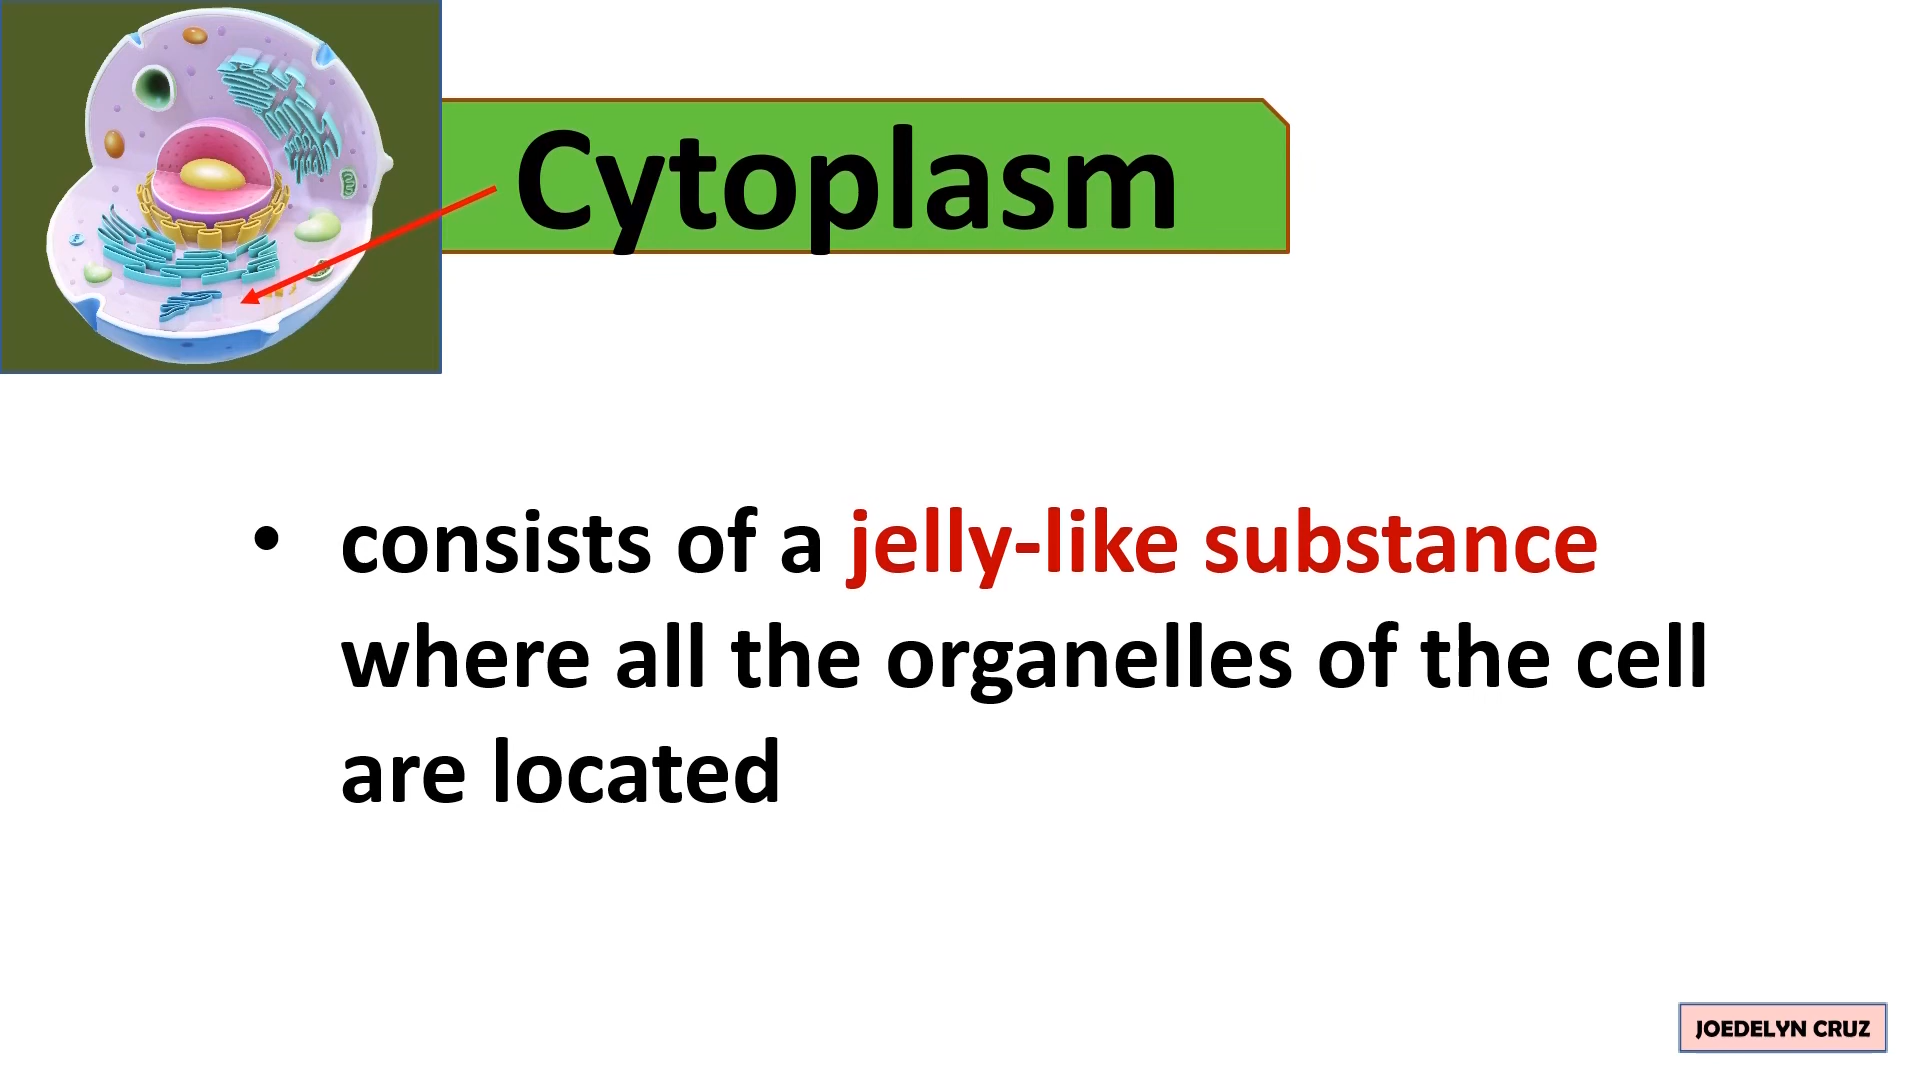 Cytoplasm
• consists of a jelly-like substance
where all the organelles of the cell
are located
JOEDELYN CRUZ